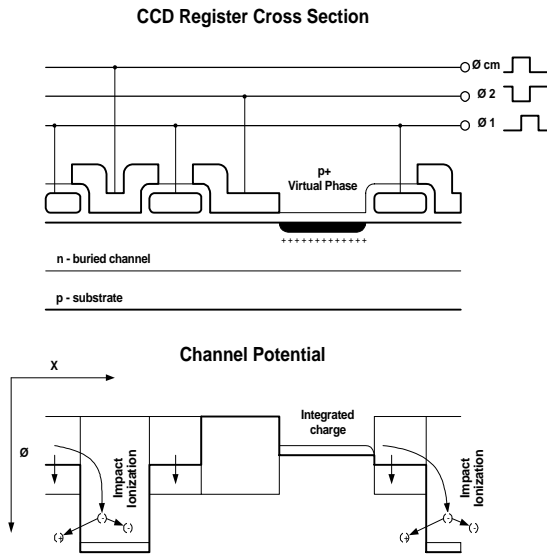 CCD Register Cross Section
Ø cm
Ø 2
Ø 1
p+
Virtual Phase
++++++++++++
n - buried channel
p - substrate
Channel Potential
X
Ø
Integrated
charge
Impact
Ionization
Impact
Ionization
(-)
(-)
(+)
(-)
(-)
(+)